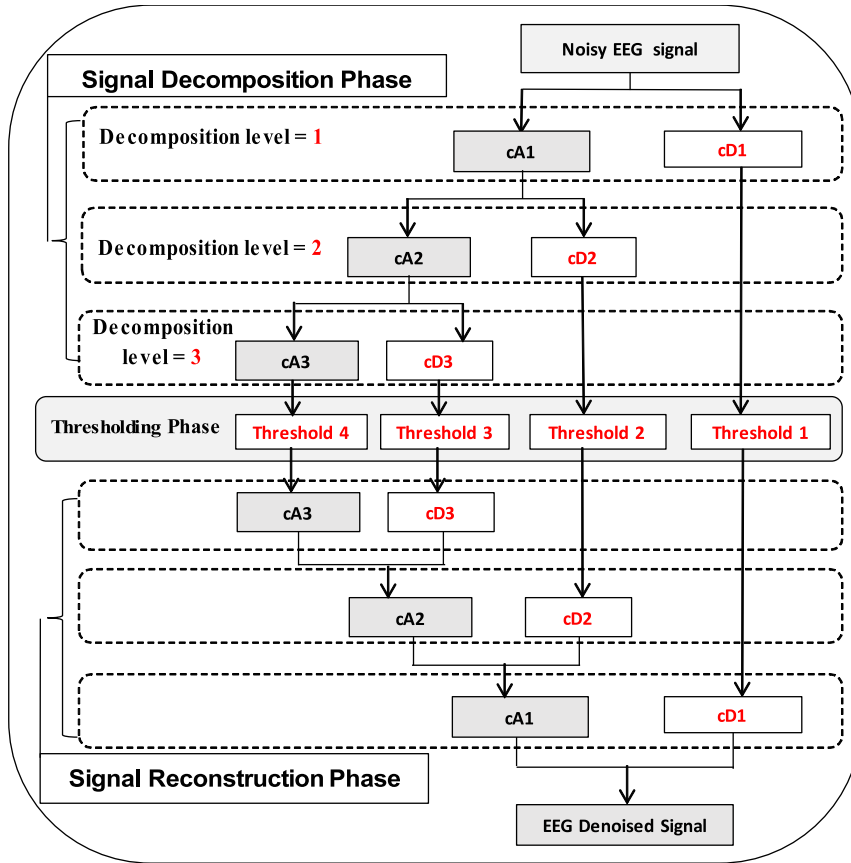 Noisy EEG signal
Signal Decomposition Phase
Decomposition level = 1
cA1
cD1
Decomposition level = 2
cA2
cD2
Decomposition
level = 3
cA3
cD3
Thresholding Phase
Threshold 4
Threshold 3
Threshold 2
Threshold 1
cA3
cD3
cA2
cD2
cA1
cD1
Signal Reconstruction Phase
EEG Denoised Signal